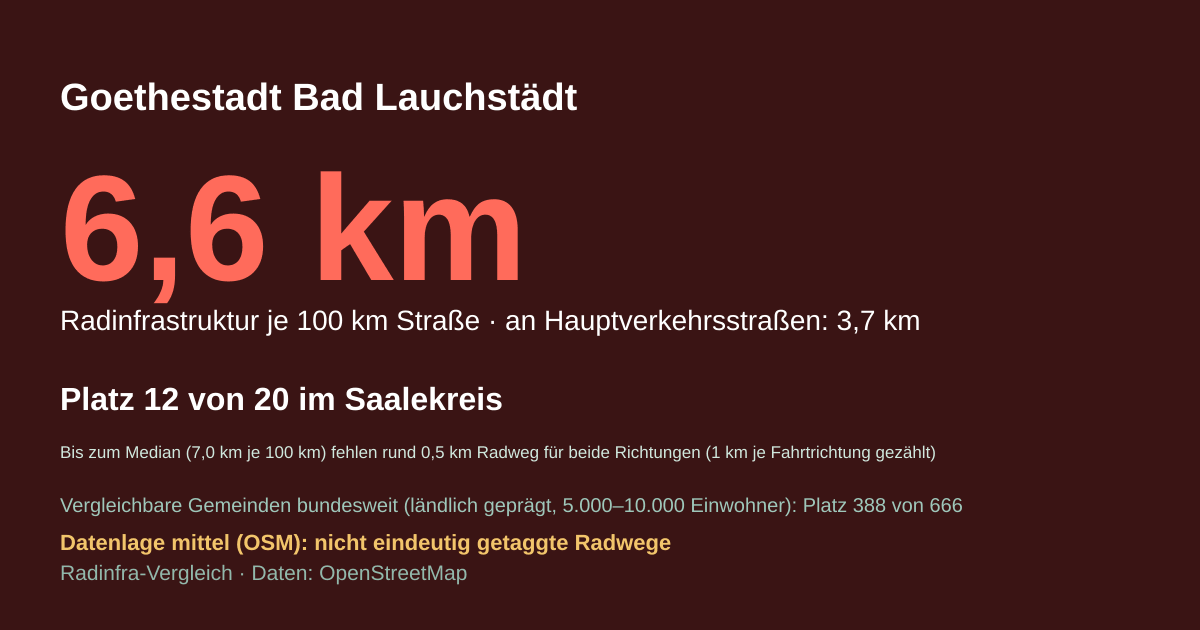 Goethestadt Bad Lauchstädt
6,6 km
Radinfrastruktur je 100 km Straße · an Hauptverkehrsstraßen: 3,7 km
Platz 12 von 20 im Saalekreis
Bis zum Median (7,0 km je 100 km) fehlen rund 0,5 km Radweg für beide Richtungen (1 km je Fahrtrichtung gezählt)
Vergleichbare Gemeinden bundesweit (ländlich geprägt, 5.000–10.000 Einwohner): Platz 388 von 666
Datenlage mittel (OSM): nicht eindeutig getaggte Radwege
Radinfra-Vergleich · Daten: OpenStreetMap